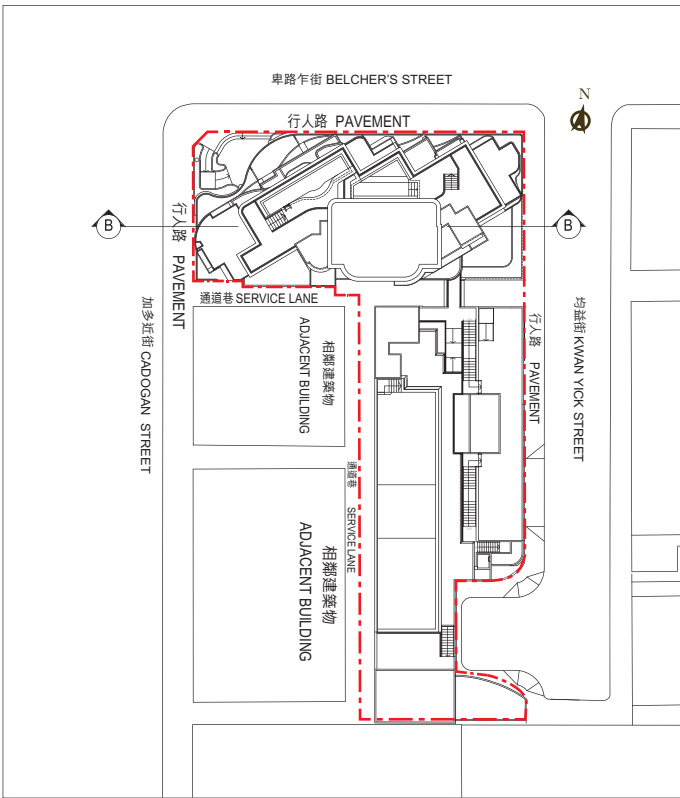 卑路乍街 BELCHER'S STREET
N
行人路 PAVEMENT
B
B
行人路 PAVEMENT
通道巷 SERVICE LANE
加多近街 CADOGAN STREET
相鄰建築物
ADJACENT BUILDING
行人路 PAVEMENT
均益街 KWAN YICK STREET
通道巷 SERVICE LANE
相鄰建築物
ADJACENT BUILDING